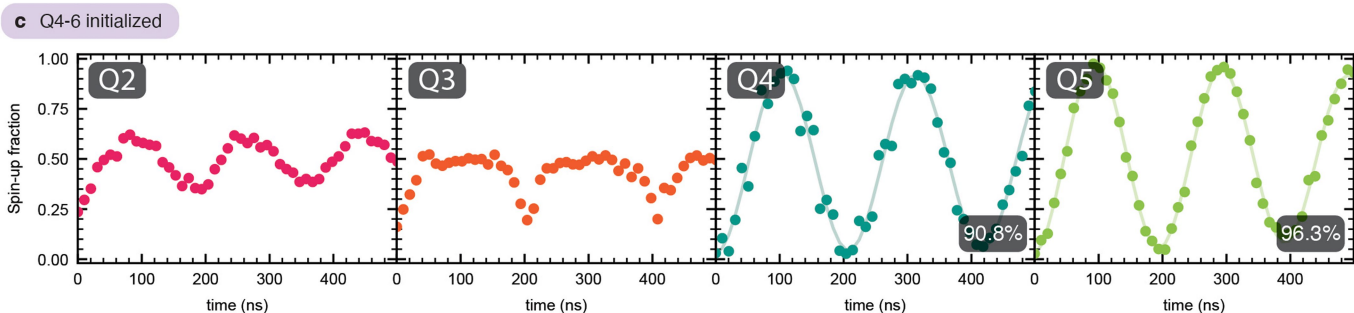 c Q4-6 initialized
Q2
Q3
Q4
Q5
Spin-up fraction
1.00
0.75
0.50
0.25
0.00
90.8%
96.3%
0 100 200 300 400
0 100 200 300 400
0 100 200 300 400
0 100 200 300 400
time (ns)
time (ns)
time (ns)
time (ns)